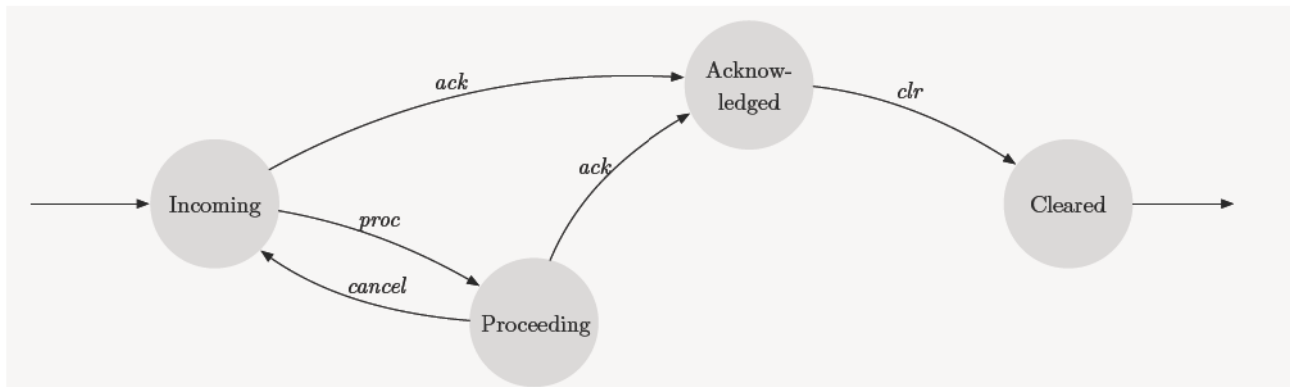 Acknow-
ledged
ack
clr
ack
Incoming
Cleared
proc
cancel
Proceeding